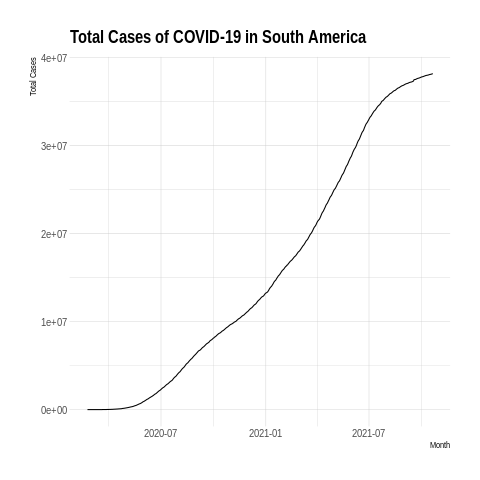 Total Cases of COVID-19 in South America
Total Cases
4e+07
3e+07
2e+07
1e+07
0e+00
2020-07 2021-01 2021-07
Month